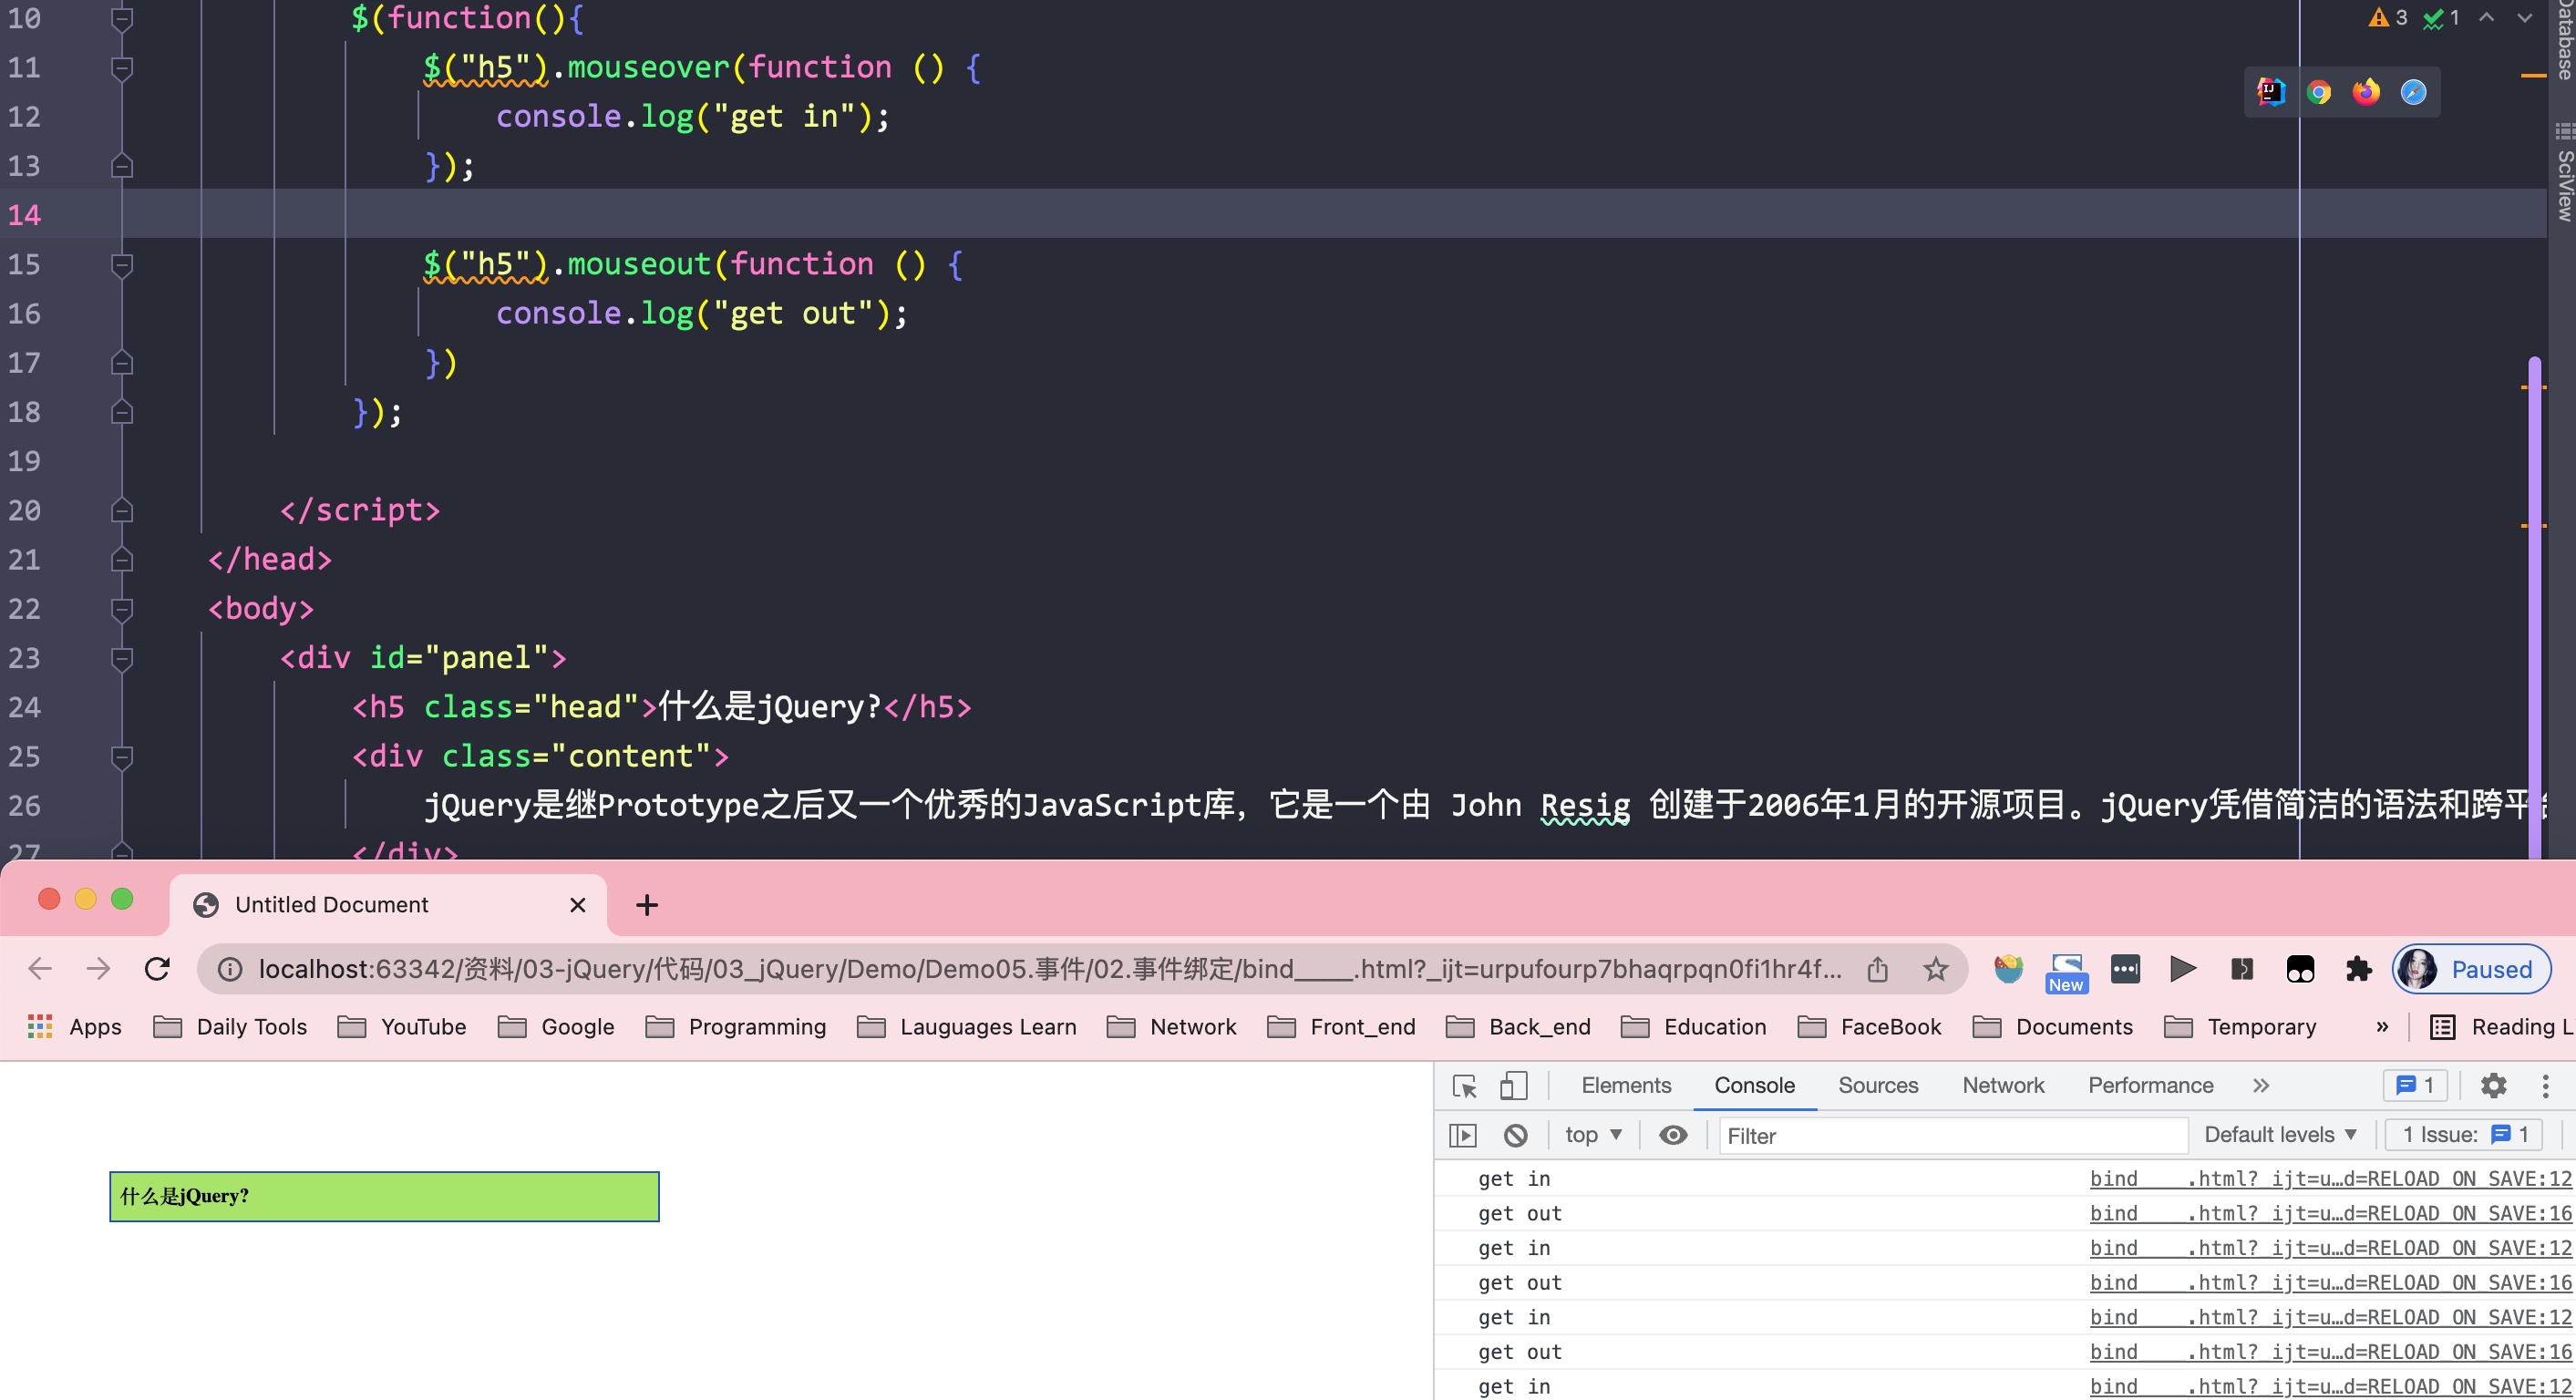 10 $(function(){
11 $("h5").mouseover(function () {
12 console.log("get in");
13 });
14
15 $("h5").mouseout(function () {
16 console.log("get out");
17 })
18 });
19
20 </script>
21 </head>
22 <body>
23 <div id="panel">
24 <h5 class="head">什么是jQuery?</h5>
25 <div class="content">
26 jQuery是继Prototype之后又一个优秀的JavaScript库，它是一个由 John Resig 创建于2006年1月的开源项目。jQuery凭借简洁的语法和跨平
27 </div>
3 1
Database
SciView
Untitled Document
localhost:63342/资料/03-jQuery/代码/03_jQuery/Demo/Demo05.事件/02.事件绑定/bind____.html?_ijt=urpufourp7bhaqrpqn0fi1hr4f...
New
Paused
Apps Daily Tools YouTube Google Programming Lauguages Learn Network Front_end Back_end Education FaceBook Documents Temporary » Reading L
什么是jQuery?
Elements Console Sources Network Performance » 1
top Filter Default levels 1 Issue: 1
get in bind____.html?_ijt=u…d=RELOAD_ON_SAVE:12
get out bind____.html?_ijt=u…d=RELOAD_ON_SAVE:16
get in bind____.html?_ijt=u…d=RELOAD_ON_SAVE:12
get out bind____.html?_ijt=u…d=RELOAD_ON_SAVE:16
get in bind____.html?_ijt=u…d=RELOAD_ON_SAVE:12
get out bind____.html?_ijt=u…d=RELOAD_ON_SAVE:16
get in bind____.html?_ijt=u…d=RELOAD_ON_SAVE:12